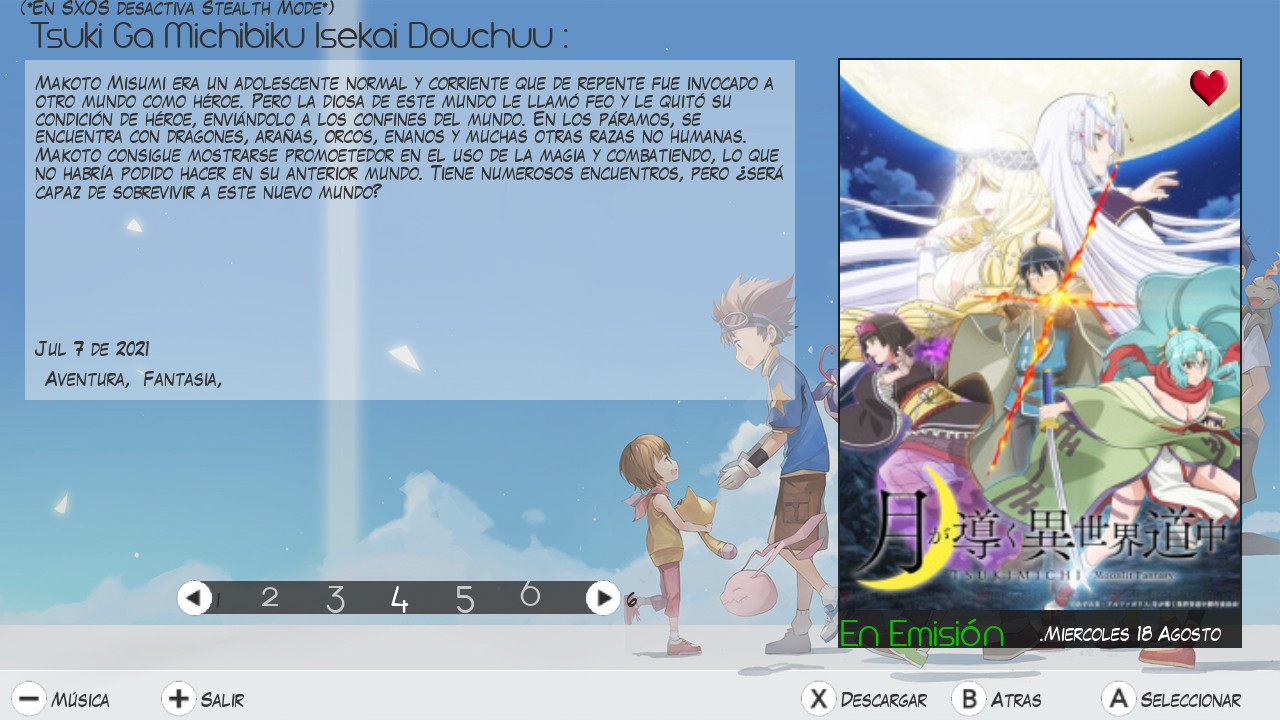 (*En SXOS desactiva Stealth Mode*)
Tsuki Ga Michibiku Isekai Douchuu :
Makoto Misumi era un adolescente normal y corriente que de repente fue invocado a
otro mundo como héroe. Pero la diosa de este mundo le llamó feo y le quitó su
condición de héroe, enviándolo a los confines del mundo. En los páramos, se
encuentra con dragones, arañas, orcos, enanos y muchas otras razas no humanas.
Makoto consigue mostrarse promoetedor en el uso de la magia y combatiendo, lo que
no habría podido hacer en su anterior mundo. Tiene numerosos encuentros, pero ¿será
capaz de sobrevivir a este nuevo mundo?
Jul 7 de 2021
Aventura, Fantasia,
月が導く異世界道中
TSUKIMICHI Moonlit Fantasy
En Emisión .Miercoles 18 Agosto
1 2 3 4 5 6 6
Música Salir X Descargar B Atras A Seleccionar